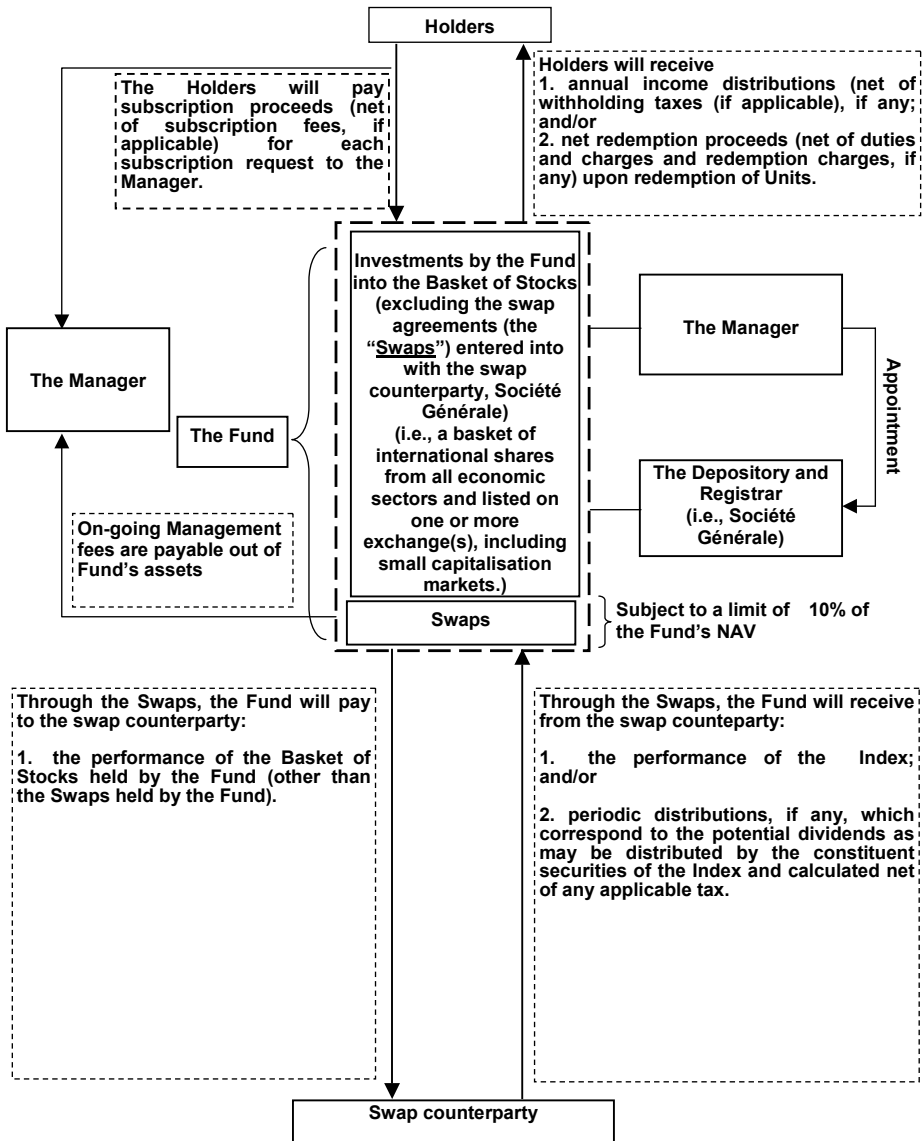 Holders
The Holders will pay
subscription proceeds (net
of subscription fees, if
applicable) for each
subscription request to the
Manager.
Holders will receive
1. annual income distributions (net of
withholding taxes (if applicable), if any;
and/or
2. net redemption proceeds (net of duties
and charges and redemption charges, if
any) upon redemption of Units.
The Manager
The Fund
Investments by the Fund
into the Basket of Stocks
(excluding the swap
agreements (the
“Swaps”) entered into
with the swap
counterparty, Société
Générale)
(i.e., a basket of
international shares
from all economic
sectors and listed on
one or more
exchange(s), including
small capitalisation
markets.)
The Manager
Appointment
The Depository and
Registrar
(i.e., Société
Générale)
On-going Management
fees are payable out of
Fund’s assets
Swaps
Subject to a limit of 10% of
the Fund’s NAV
Through the Swaps, the Fund will pay
to the swap counterparty:
1. the performance of the Basket of
Stocks held by the Fund (other than
the Swaps held by the Fund).
Through the Swaps, the Fund will receive
from the swap counteparty:
1. the performance of the Index;
and/or
2. periodic distributions, if any, which
correspond to the potential dividends as
may be distributed by the constituent
securities of the Index and calculated net
of any applicable tax.
Swap counterparty